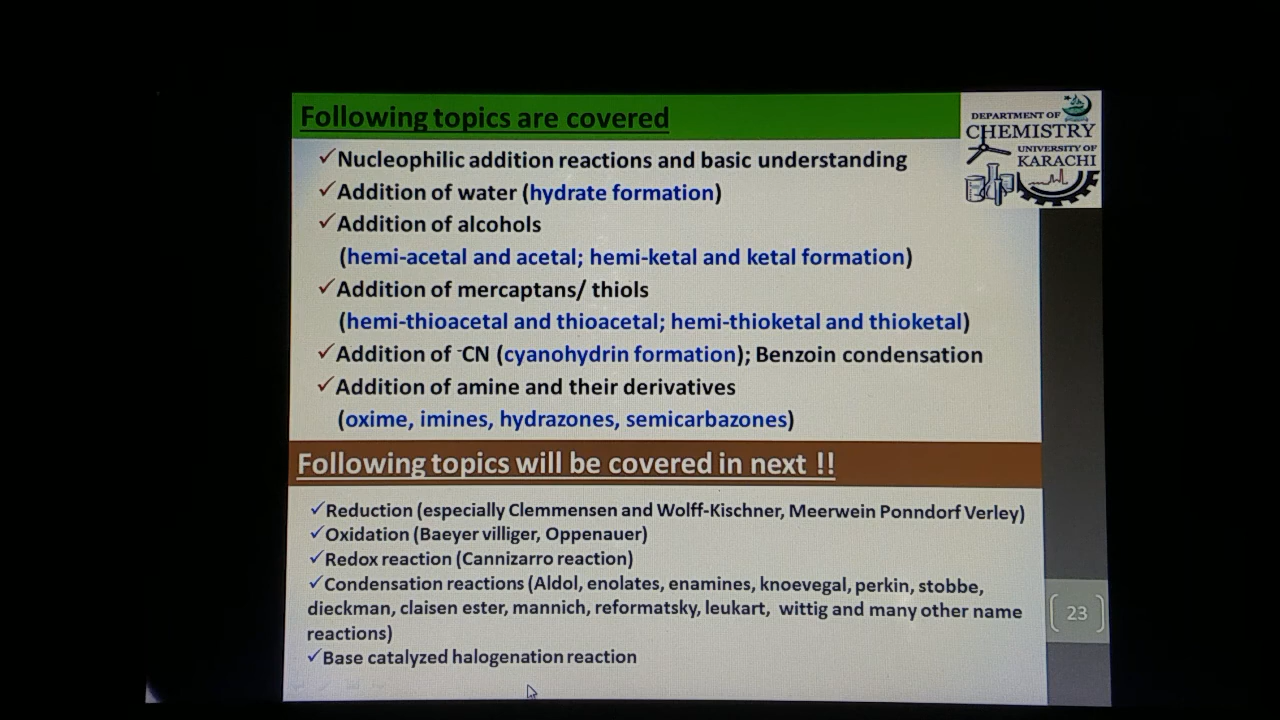 Following topics are covered
DEPARTMENT OF
CHEMISTRY
UNIVERSITY OF
KARACHI
✓Nucleophilic addition reactions and basic understanding
✓Addition of water (hydrate formation)
✓Addition of alcohols
(hemi-acetal and acetal; hemi-ketal and ketal formation)
✓Addition of mercaptans/ thiols
(hemi-thioacetal and thioacetal; hemi-thioketal and thioketal)
✓Addition of ⁻CN (cyanohydrin formation); Benzoin condensation
✓Addition of amine and their derivatives
(oxime, imines, hydrazones, semicarbazones)
Following topics will be covered in next !!
✓Reduction (especially Clemmensen and Wolff-Kischner, Meerwein Ponndorf Verley)
✓Oxidation (Baeyer villiger, Oppenauer)
✓Redox reaction (Cannizarro reaction)
✓Condensation reactions (Aldol, enolates, enamines, knoevegal, perkin, stobbe,
dieckman, claisen ester, mannich, reformatsky, leukart, wittig and many other name
reactions)
✓Base catalyzed halogenation reaction
23